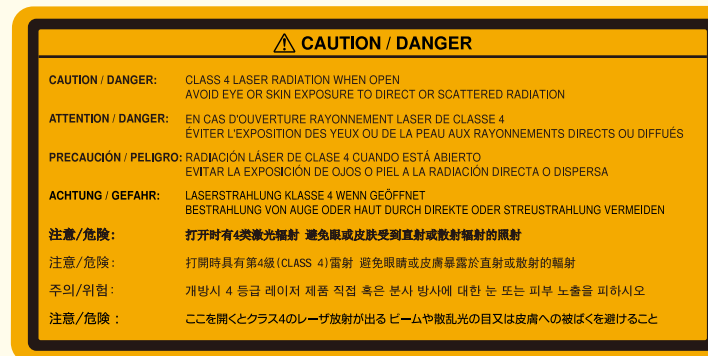 ⚠ CAUTION / DANGER
CAUTION / DANGER: CLASS 4 LASER RADIATION WHEN OPEN
AVOID EYE OR SKIN EXPOSURE TO DIRECT OR SCATTERED RADIATION
ATTENTION / DANGER: EN CAS D'OUVERTURE RAYONNEMENT LASER DE CLASSE 4
ÉVITER L'EXPOSITION DES YEUX OU DE LA PEAU AUX RAYONNEMENTS DIRECTS OU DIFFUÉS
PRECAUCIÓN / PELIGRO: RADIACIÓN LÁSER DE CLASE 4 CUANDO ESTÁ ABIERTO
EVITAR LA EXPOSICIÓN DE OJOS O PIEL A LA RADIACIÓN DIRECTA O DISPERSA
ACHTUNG / GEFAHR: LASERSTRAHLUNG KLASSE 4 WENN GEÖFFNET
BESTRAHLUNG VON AUGE ODER HAUT DURCH DIREKTE ODER STREUSTRAHLUNG VERMEIDEN
注意/危险: 打开时有4类激光辐射 避免眼或皮肤受到直射或散射辐射的照射
注意/危險: 打開時具有第4級(CLASS 4)雷射 避免眼睛或皮膚暴露於直射或散射的輻射
주의/위험: 개방시 4 등급 레이저 제품 직접 혹은 분사 방사에 대한 눈 또는 피부 노출을 피하시오
注意/危険: ここを開くとクラス4のレーザ放射が出る ビームや散乱光の目又は皮膚への被ばくを避けること